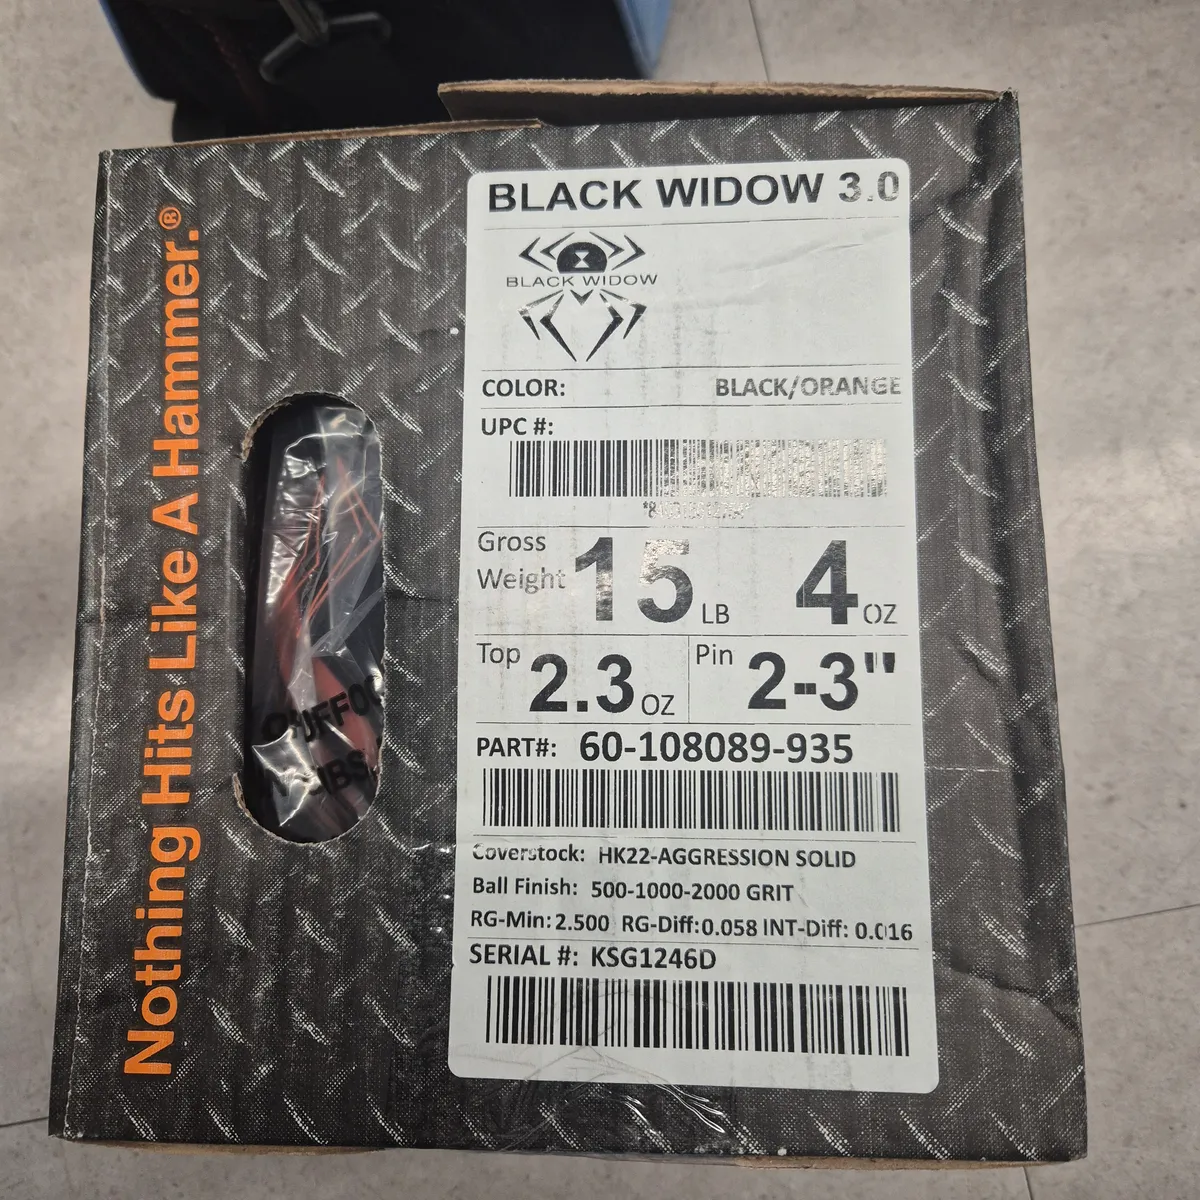 Nothing Hits Like A Hammer.®
BLACK WIDOW 3.0
BLACK WIDOW
COLOR: BLACK/ORANGE
UPC #:
Gross Weight 15 LB 4 OZ
Top 2.3 OZ Pin 2-3"
PART#: 60-108089-935
Coverstock: HK22-AGGRESSION SOLID
Ball Finish: 500-1000-2000 GRIT
RG-Min: 2.500 RG-Diff: 0.058 INT-Diff: 0.016
SERIAL #: KSG1246D